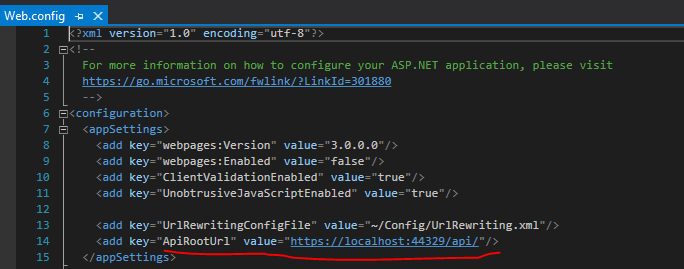 Web.config
1 <?xml version="1.0" encoding="utf-8"?>
2 <!--
3 For more information on how to configure your ASP.NET application, please visit
4 https://go.microsoft.com/fwlink/?LinkId=301880
5 -->
6 <configuration>
7 <appSettings>
8 <add key="webpages:Version" value="3.0.0.0"/>
9 <add key="webpages:Enabled" value="false"/>
10 <add key="ClientValidationEnabled" value="true"/>
11 <add key="UnobtrusiveJavaScriptEnabled" value="true"/>
12
13 <add key="UrlRewritingConfigFile" value="~/Config/UrlRewriting.xml"/>
14 <add key="ApiRootUrl" value="https://localhost:44329/api/"/>
15 </appSettings>